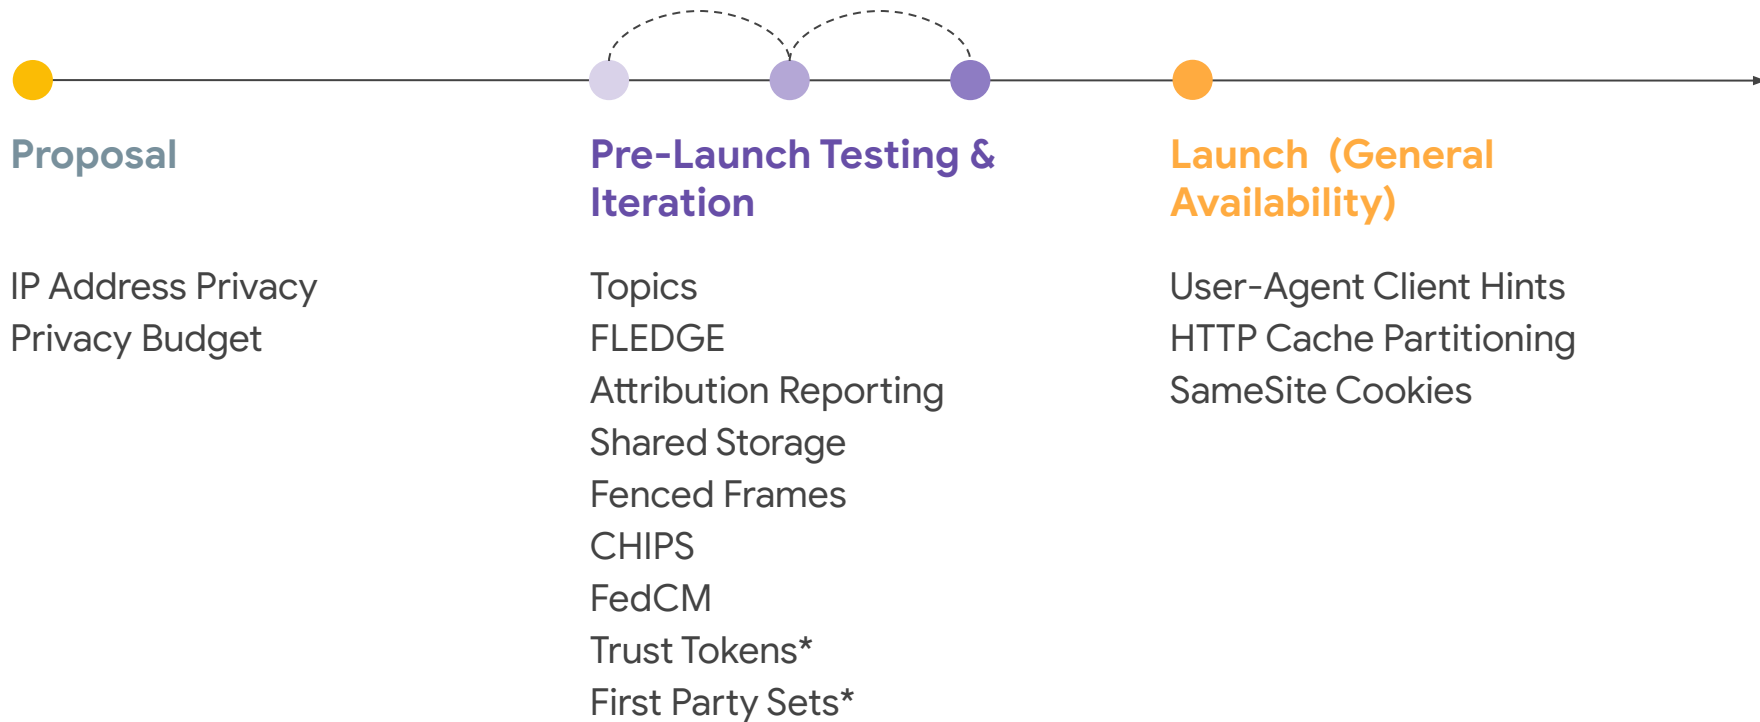 Proposal
IP Address Privacy
Privacy Budget
Pre-Launch Testing &
Iteration
Topics
FLEDGE
Attribution Reporting
Shared Storage
Fenced Frames
CHIPS
FedCM
Trust Tokens*
First Party Sets*
Launch (General
Availability)
User-Agent Client Hints
HTTP Cache Partitioning
SameSite Cookies